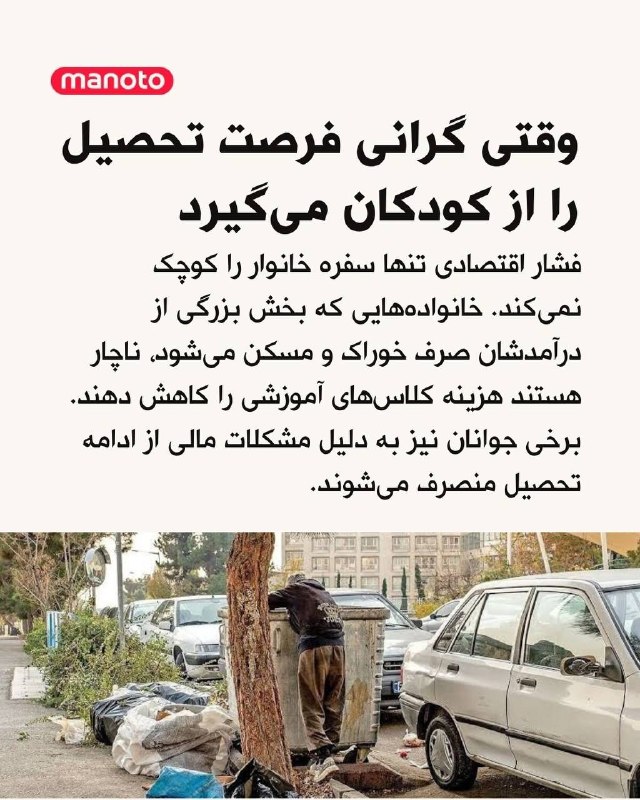 manoto
وقتی گرانی فرصت تحصیل
را از کودکان می‌گیرد
فشار اقتصادی تنها سفره خانوار را کوچک
نمی‌کند. خانواده‌هایی که بخش بزرگی از
درآمدشان صرف خوراک و مسکن می‌شود، ناچار
هستند هزینه کلاس‌های آموزشی را کاهش دهند.
برخی جوانان نیز به دلیل مشکلات مالی از ادامه
تحصیل منصرف می‌شوند.